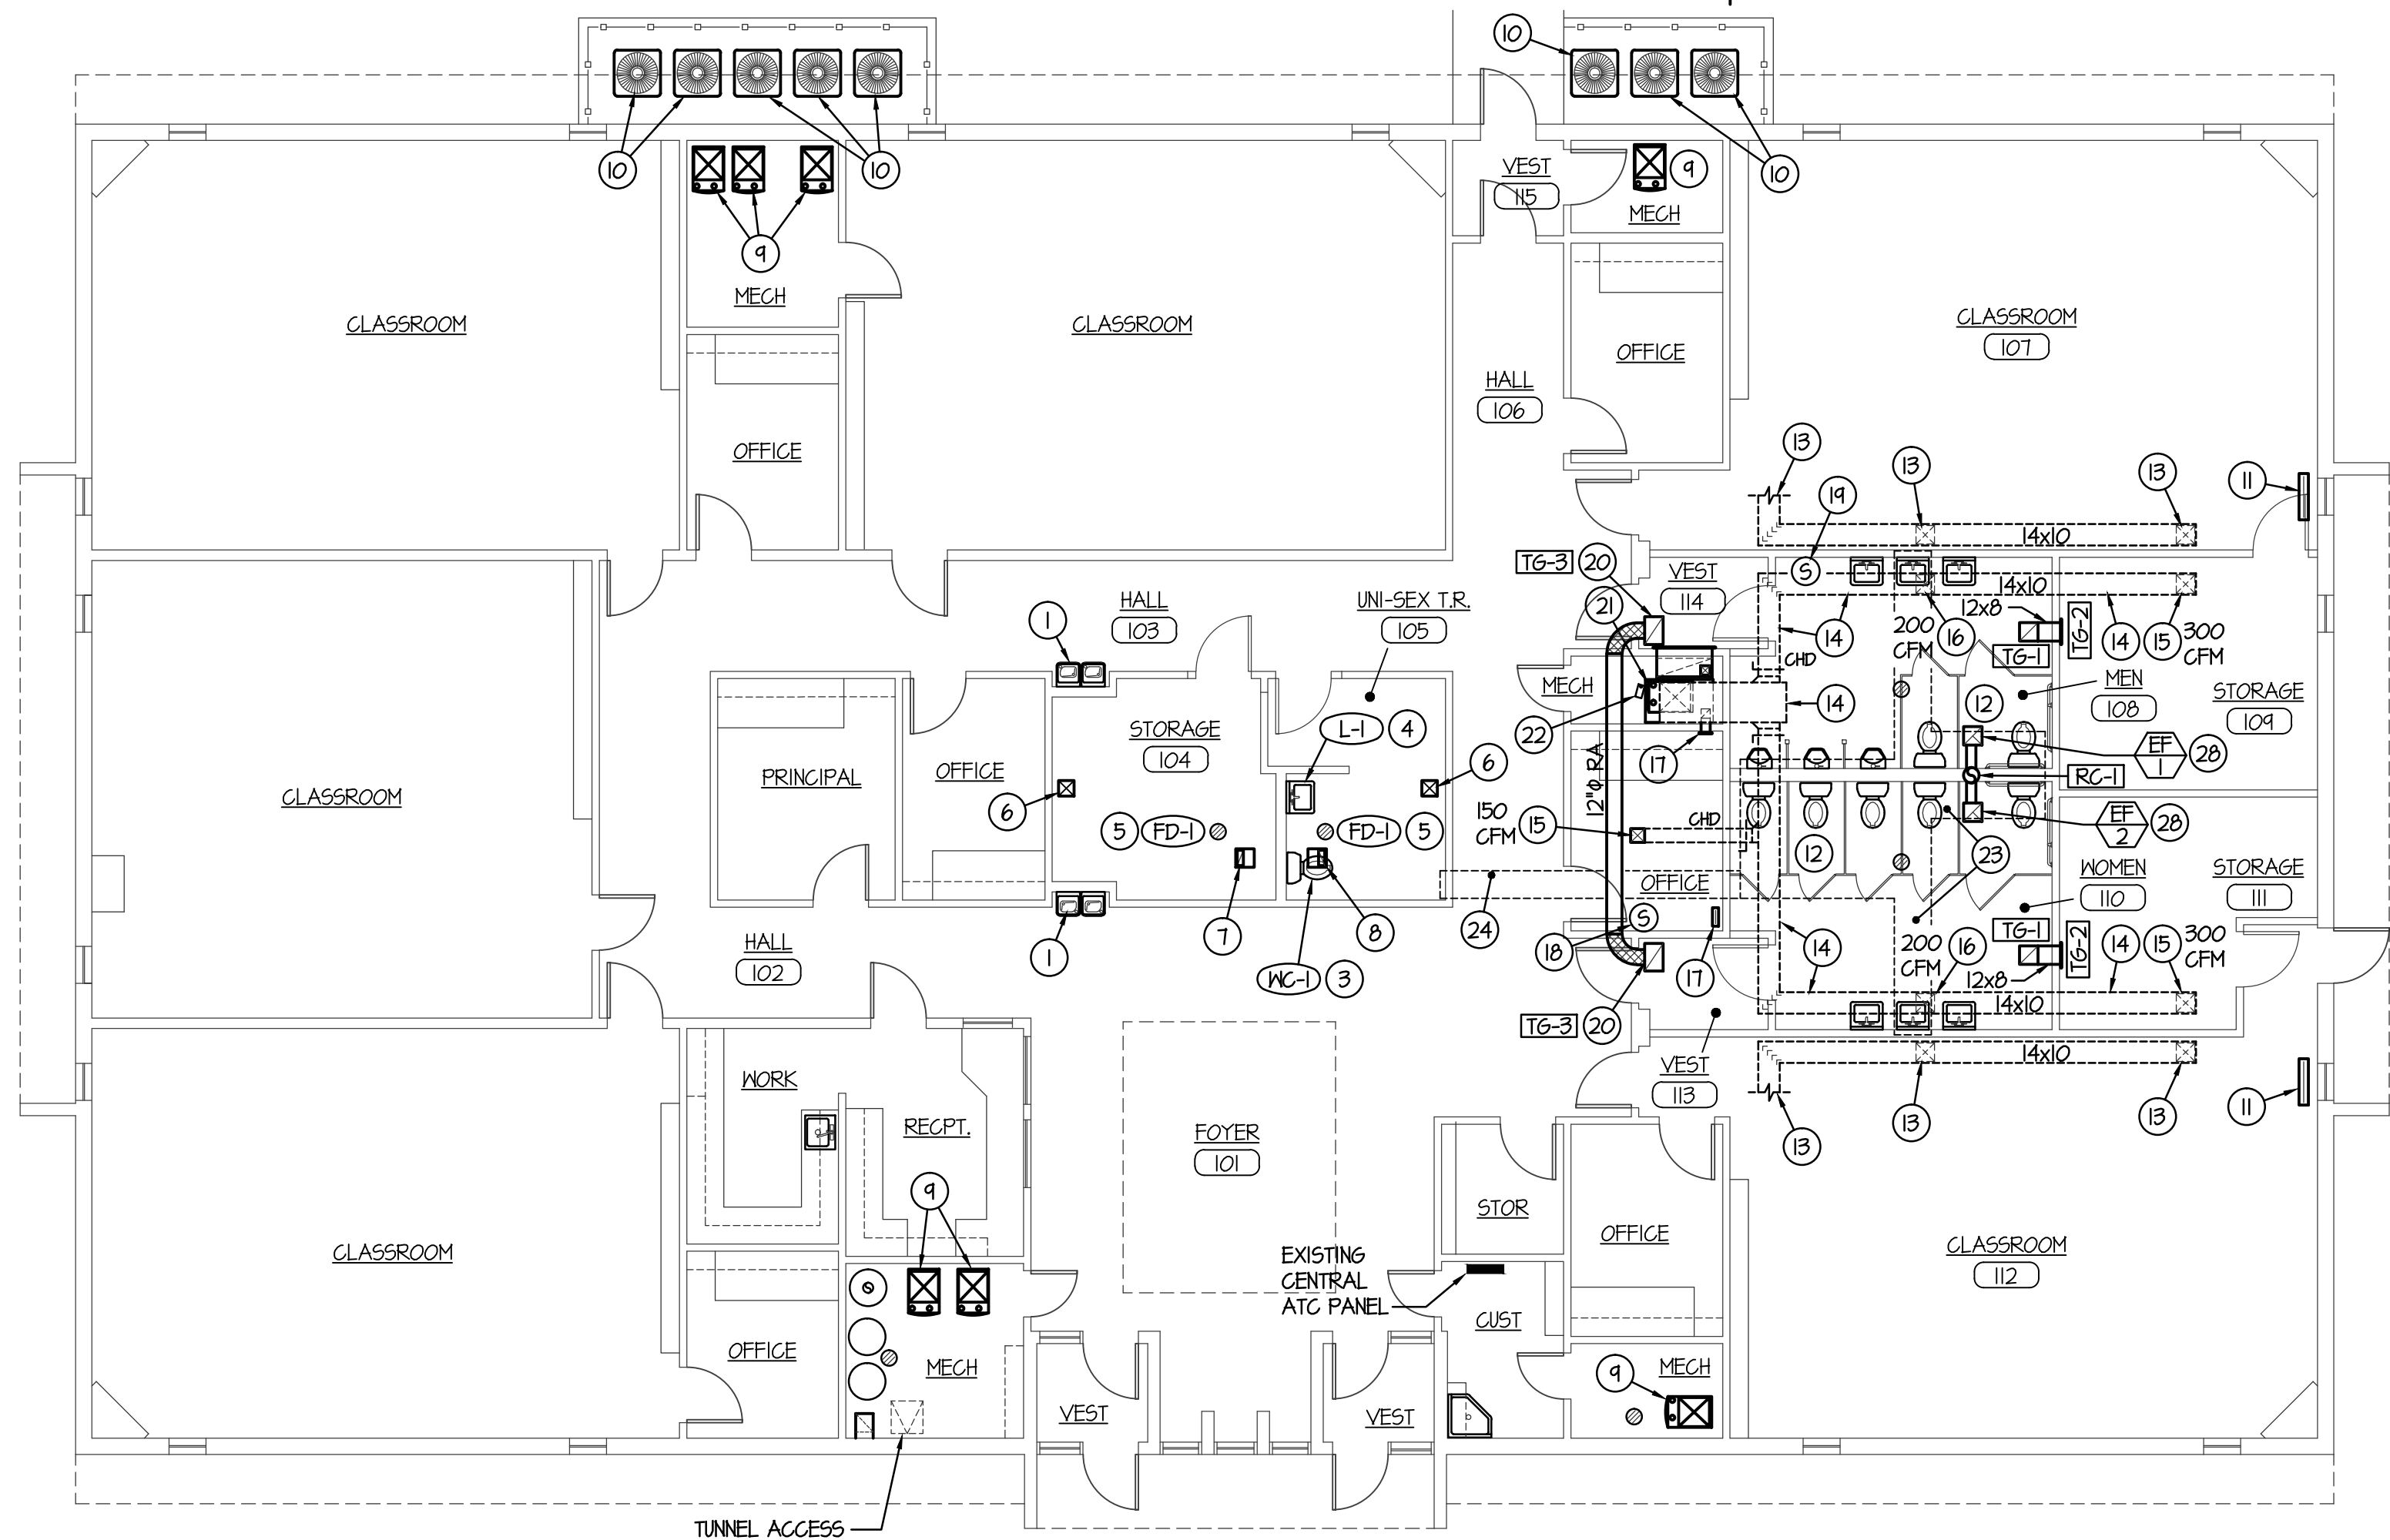 10
10
10
10
9
VEST
115
9
MECH
MECH
CLASSROOM
CLASSROOM
CLASSROOM
107
OFFICE
HALL
106
OFFICE
13
13
13
11
19
14x10
TG-3
20
VEST
114
S
14x10
12x8
TG-2
HALL
103
UNI-SEX T.R.
105
1
21
14
200
CFM
16
14
15
300
CFM
CHD
TG-1
MECH
MEN
108
12
STORAGE
109
14
STORAGE
104
L-1
4
22
17
EF
1
28
RC-1
PRINCIPAL
OFFICE
6
6
CLASSROOM
12"ϕ RA
150
CFM
15
CHD
5
FD-1
FD-1
5
EF
2
28
12
23
24
OFFICE
WOMEN
110
STORAGE
111
7
8
S
18
17
14
TG-1
TG-2
200
CFM
16
14
15
300
CFM
HALL
102
1
WC-1
3
12x8
14x10
TG-3
20
14x10
VEST
113
13
13
13
11
WORK
RECPT.
FOYER
101
9
STOR
OFFICE
CLASSROOM
CLASSROOM
112
EXISTING
CENTRAL
ATC PANEL
CUST
OFFICE
MECH
9
MECH
VEST
VEST
TUNNEL ACCESS